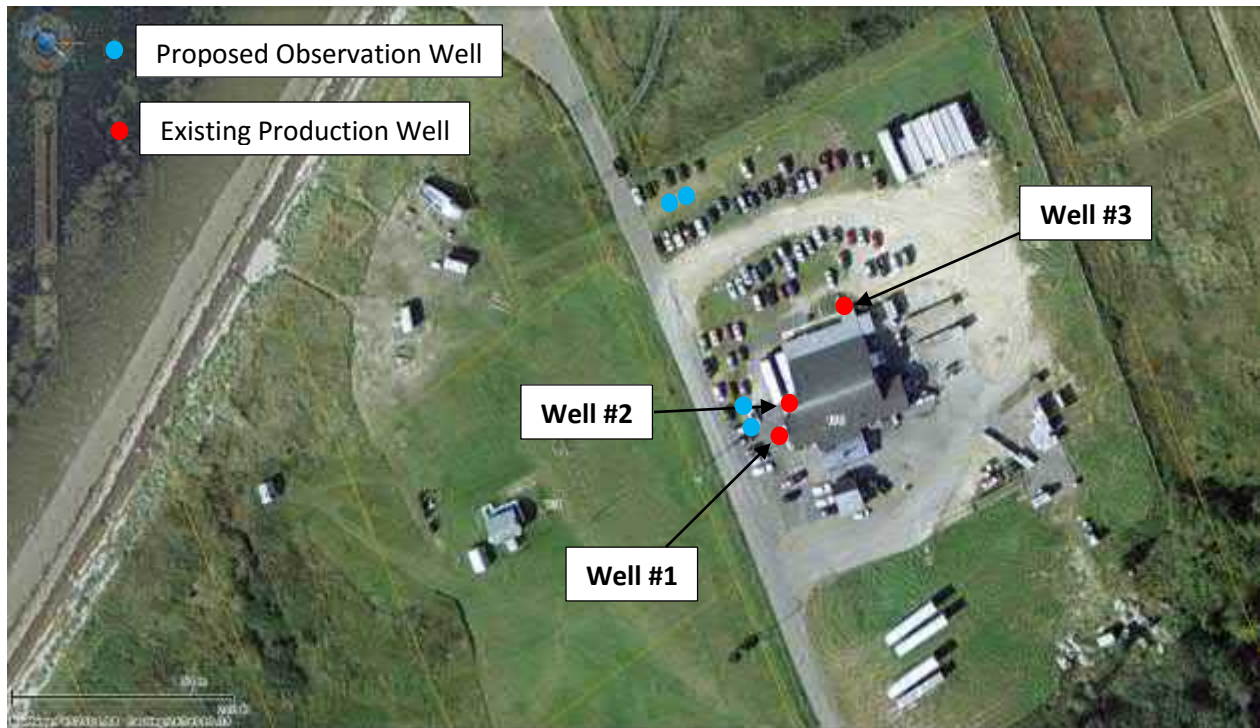 Proposed Observation Well
Existing Production Well
Well #3
Well #2
Well #1